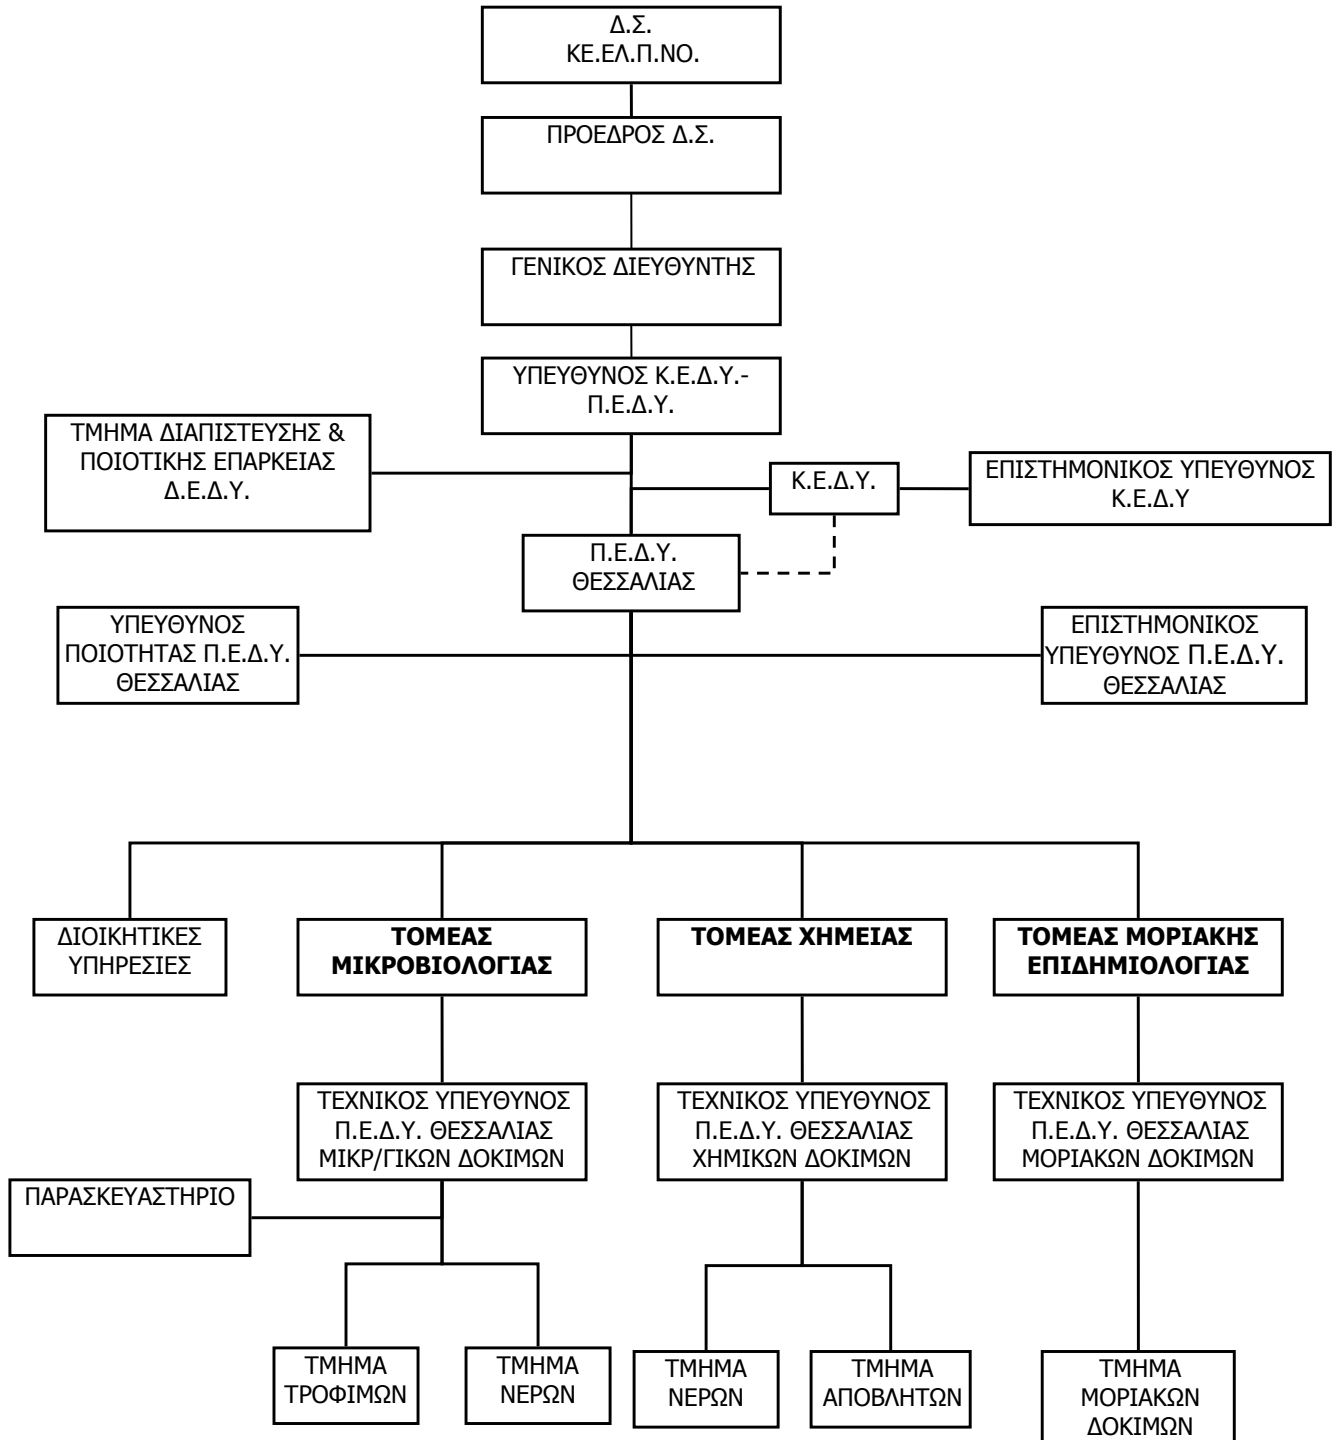 Δ.Σ.
ΚΕ.ΕΛ.Π.ΝΟ.
ΠΡΟΕΔΡΟΣ Δ.Σ.
ΓΕΝΙΚΟΣ ΔΙΕΥΘΥΝΤΗΣ
ΥΠΕΥΘΥΝΟΣ Κ.Ε.Δ.Υ.-
Π.Ε.Δ.Υ.
ΤΜΗΜΑ ΔΙΑΠΙΣΤΕΥΣΗΣ &
ΠΟΙΟΤΙΚΗΣ ΕΠΑΡΚΕΙΑΣ
Δ.Ε.Δ.Υ.
Κ.Ε.Δ.Υ.
ΕΠΙΣΤΗΜΟΝΙΚΟΣ ΥΠΕΥΘΥΝΟΣ
Κ.Ε.Δ.Υ
Π.Ε.Δ.Υ.
ΘΕΣΣΑΛΙΑΣ
ΥΠΕΥΘΥΝΟΣ
ΠΟΙΟΤΗΤΑΣ Π.Ε.Δ.Υ.
ΘΕΣΣΑΛΙΑΣ
ΕΠΙΣΤΗΜΟΝΙΚΟΣ
ΥΠΕΥΘΥΝΟΣ Π.Ε.Δ.Υ.
ΘΕΣΣΑΛΙΑΣ
ΔΙΟΙΚΗΤΙΚΕΣ
ΥΠΗΡΕΣΙΕΣ
ΤΟΜΕΑΣ
ΜΙΚΡΟΒΙΟΛΟΓΙΑΣ
ΤΟΜΕΑΣ ΧΗΜΕΙΑΣ
ΤΟΜΕΑΣ ΜΟΡΙΑΚΗΣ
ΕΠΙΔΗΜΙΟΛΟΓΙΑΣ
ΤΕΧΝΙΚΟΣ ΥΠΕΥΘΥΝΟΣ
Π.Ε.Δ.Υ. ΘΕΣΣΑΛΙΑΣ
ΜΙΚΡ/ΓΙΚΩΝ ΔΟΚΙΜΩΝ
ΤΕΧΝΙΚΟΣ ΥΠΕΥΘΥΝΟΣ
Π.Ε.Δ.Υ. ΘΕΣΣΑΛΙΑΣ
ΧΗΜΙΚΩΝ ΔΟΚΙΜΩΝ
ΤΕΧΝΙΚΟΣ ΥΠΕΥΘΥΝΟΣ
Π.Ε.Δ.Υ. ΘΕΣΣΑΛΙΑΣ
ΜΟΡΙΑΚΩΝ ΔΟΚΙΜΩΝ
ΠΑΡΑΣΚΕΥΑΣΤΗΡΙΟ
ΤΜΗΜΑ
ΤΡΟΦΙΜΩΝ
ΤΜΗΜΑ
ΝΕΡΩΝ
ΤΜΗΜΑ
ΝΕΡΩΝ
ΤΜΗΜΑ
ΑΠΟΒΛΗΤΩΝ
ΤΜΗΜΑ
ΜΟΡΙΑΚΩΝ
ΔΟΚΙΜΩΝ